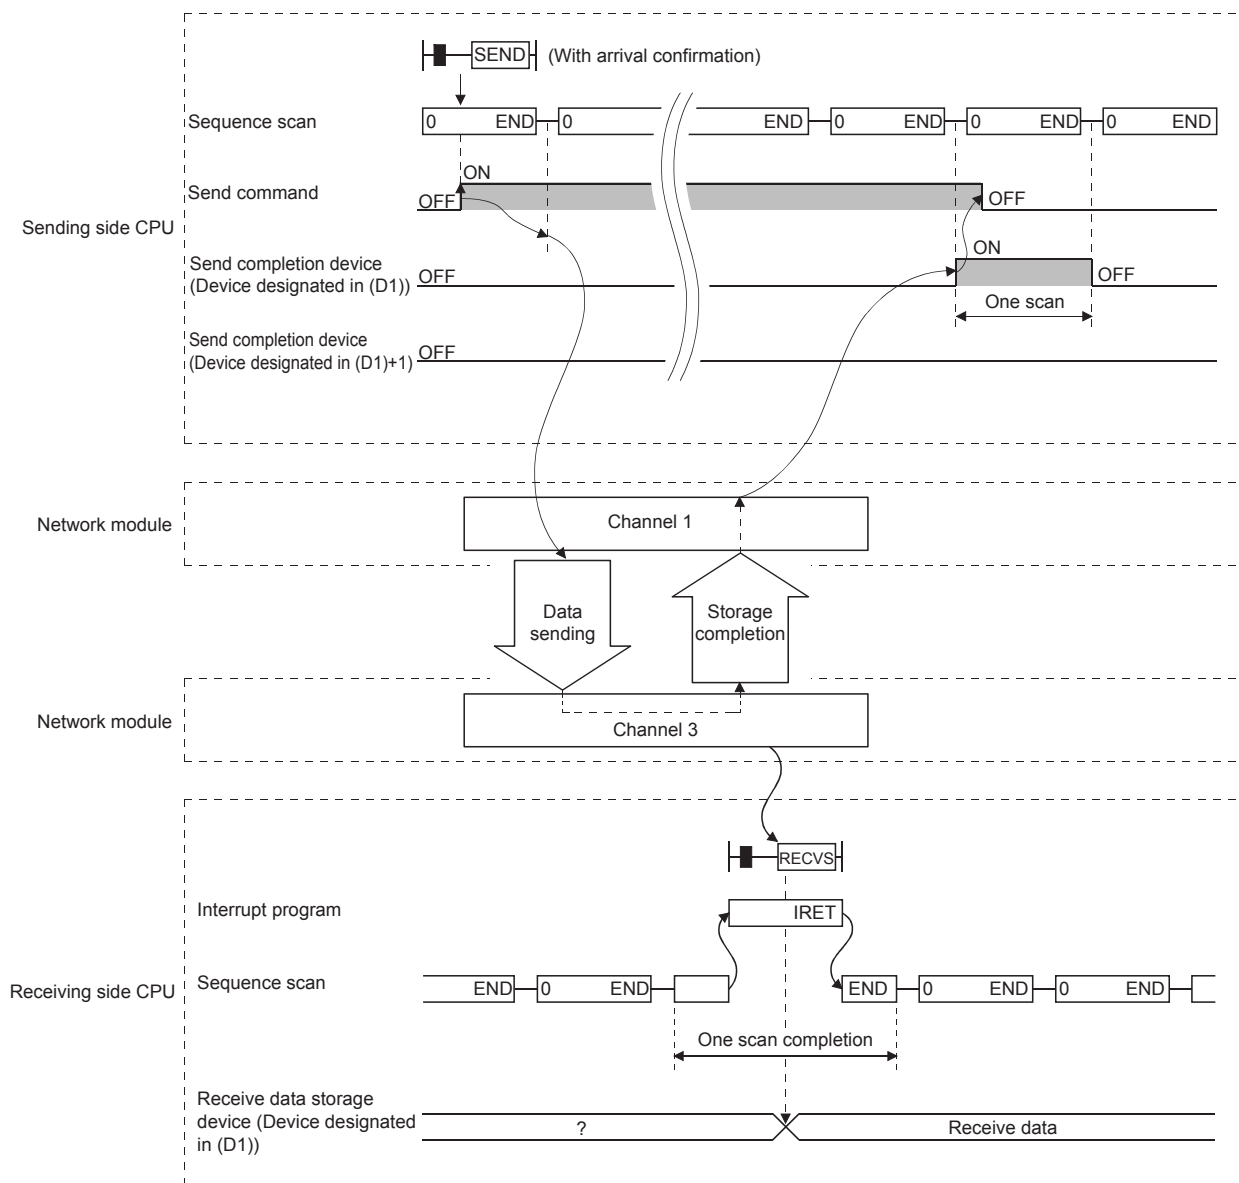 SEND (With arrival confirmation)
Sequence scan 0 END 0 END 0 END 0 END 0 END
ON
Send command OFF OFF
Sending side CPU
ON
Send completion device
(Device designated in (D1)) OFF OFF
One scan
Send completion device
(Device designated in (D1)+1) OFF
Network module Channel 1
Data
sending
Storage
completion
Network module Channel 3
RECVS
Interrupt program IRET
Receiving side CPU
Sequence scan END 0 END END 0 END 0 END
One scan completion
Receive data storage
device (Device designated
in (D1))
? Receive data